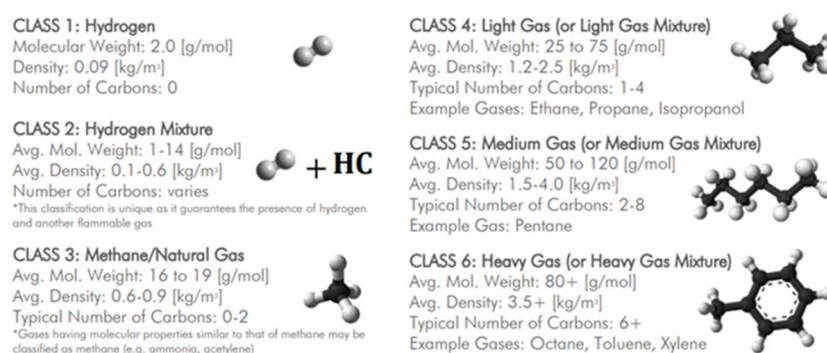 CLASS 1: Hydrogen
Molecular Weight: 2.0 [g/mol]
Density: 0.09 [kg/m³]
Number of Carbons: 0
CLASS 2: Hydrogen Mixture
Avg. Mol. Weight: 1-14 [g/mol]
Avg. Density: 0.1-0.6 [kg/m³]
Number of Carbons: varies
*This classification is unique as it guarantees the presence of hydrogen
and another flammable gas
+ HC
CLASS 3: Methane/Natural Gas
Avg. Mol. Weight: 16 to 19 [g/mol]
Avg. Density: 0.6-0.9 [kg/m³]
Typical Number of Carbons: 0-2
*Gases having molecular properties similar to that of methane may be
classified as methane (e.g. ammonia, acetylene)
CLASS 4: Light Gas (or Light Gas Mixture)
Avg. Mol. Weight: 25 to 75 [g/mol]
Avg. Density: 1.2-2.5 [kg/m³]
Typical Number of Carbons: 1-4
Example Gases: Ethane, Propane, Isopropanol
CLASS 5: Medium Gas (or Medium Gas Mixture)
Avg. Mol. Weight: 50 to 120 [g/mol]
Avg. Density: 1.5-4.0 [kg/m³]
Typical Number of Carbons: 2-8
Example Gas: Pentane
CLASS 6: Heavy Gas (or Heavy Gas Mixture)
Avg. Mol. Weight: 80+ [g/mol]
Avg. Density: 3.5+ [kg/m³]
Typical Number of Carbons: 6+
Example Gases: Octane, Toluene, Xylene